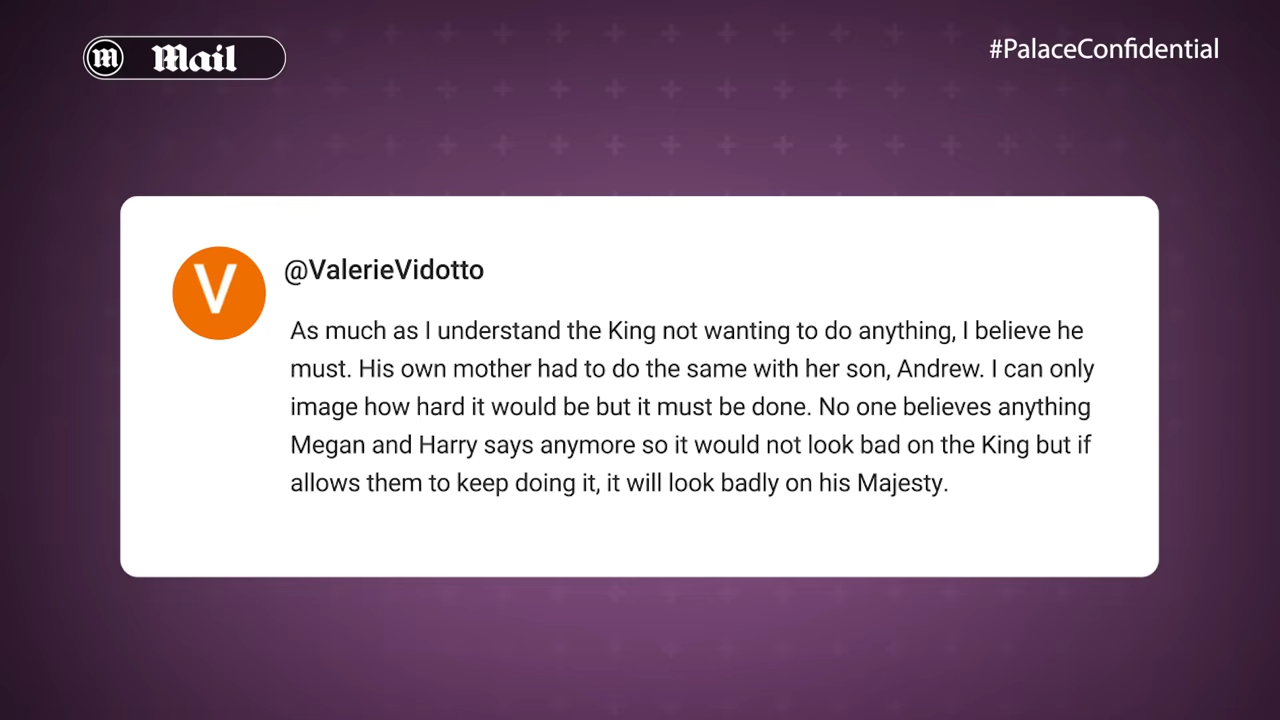 m Mail
#PalaceConfidential
V
@ValerieVidotto
As much as I understand the King not wanting to do anything, I believe he
must. His own mother had to do the same with her son, Andrew. I can only
image how hard it would be but it must be done. No one believes anything
Megan and Harry says anymore so it would not look bad on the King but if
allows them to keep doing it, it will look badly on his Majesty.